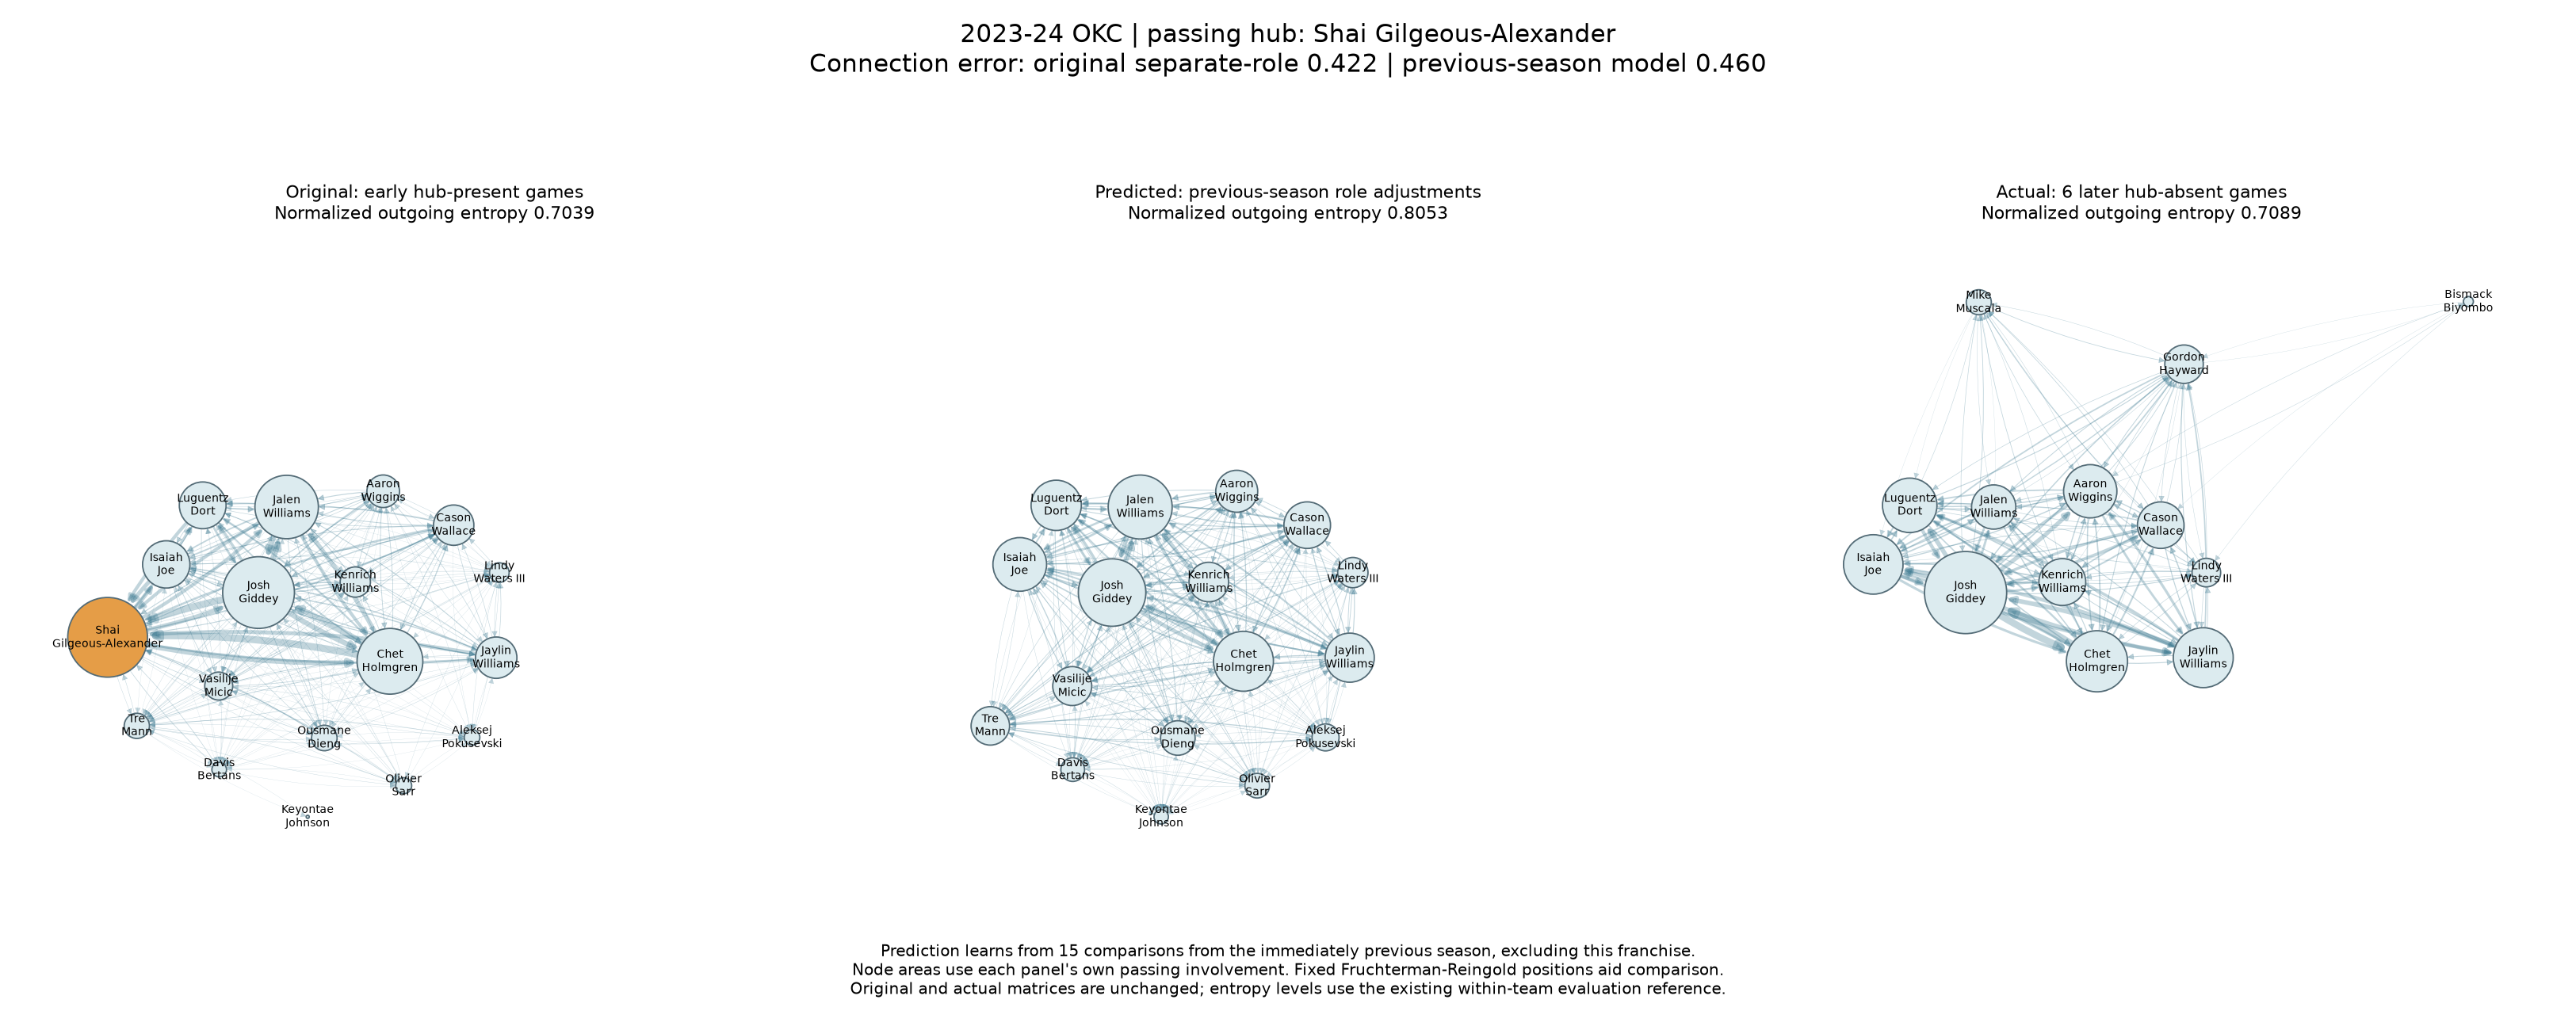 2023-24 OKC | passing hub: Shai Gilgeous-Alexander
Connection error: original separate-role 0.422 | previous-season model 0.460
Original: early hub-present games
Normalized outgoing entropy 0.7039
Luguentz
Dort
Jalen
Williams
Aaron
Wiggins
Cason
Wallace
Isaiah
Joe
Josh
Giddey
Kenrich
Williams
Lindy
Waters III
Shai
Gilgeous-Alexander
Chet
Holmgren
Jaylin
Williams
Vasilije
Micic
Tre
Mann
Ousmane
Dieng
Aleksej
Pokusevski
Davis
Bertans
Olivier
Sarr
Keyontae
Johnson
Predicted: previous-season role adjustments
Normalized outgoing entropy 0.8053
Luguentz
Dort
Jalen
Williams
Aaron
Wiggins
Cason
Wallace
Isaiah
Joe
Josh
Giddey
Kenrich
Williams
Lindy
Waters III
Chet
Holmgren
Jaylin
Williams
Vasilije
Micic
Tre
Mann
Ousmane
Dieng
Aleksej
Pokusevski
Davis
Bertans
Olivier
Sarr
Keyontae
Johnson
Actual: 6 later hub-absent games
Normalized outgoing entropy 0.7089
Mike
Muscala
Bismack
Biyombo
Gordon
Hayward
Luguentz
Dort
Jalen
Williams
Aaron
Wiggins
Cason
Wallace
Isaiah
Joe
Josh
Giddey
Kenrich
Williams
Lindy
Waters III
Chet
Holmgren
Jaylin
Williams
Prediction learns from 15 comparisons from the immediately previous season, excluding this franchise.
Node areas use each panel's own passing involvement. Fixed Fruchterman-Reingold positions aid comparison.
Original and actual matrices are unchanged; entropy levels use the existing within-team evaluation reference.